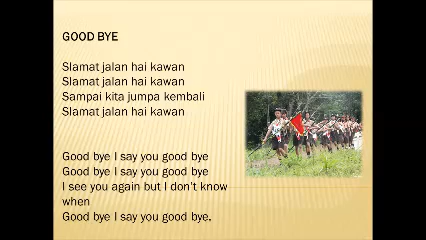 GOOD BYE
Slamat jalan hai kawan
Slamat jalan hai kawan
Sampai kita jumpa kembali
Slamat jalan hai kawan
Good bye I say you good bye
Good bye I say you good bye
I see you again but I don't know
when
Good bye I say you good bye.